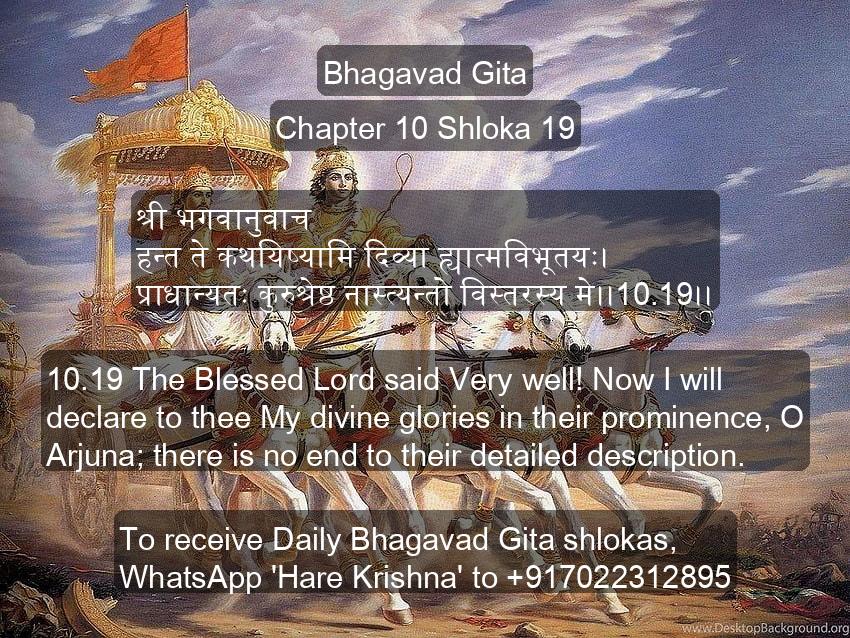 Bhagavad Gita
Chapter 10 Shloka 19
श्री भगवानुवाच
हन्त ते कथयिष्यामि दिव्या ह्यात्मविभूतयः।
प्राधान्यतः कुरुश्रेष्ठ नास्त्यन्तो विस्तरस्य मे।।10.19।।
10.19 The Blessed Lord said Very well! Now I will
declare to thee My divine glories in their prominence, O
Arjuna; there is no end to their detailed description.
To receive Daily Bhagavad Gita shlokas,
WhatsApp 'Hare Krishna' to +917022312895
www.DesktopBackground.org